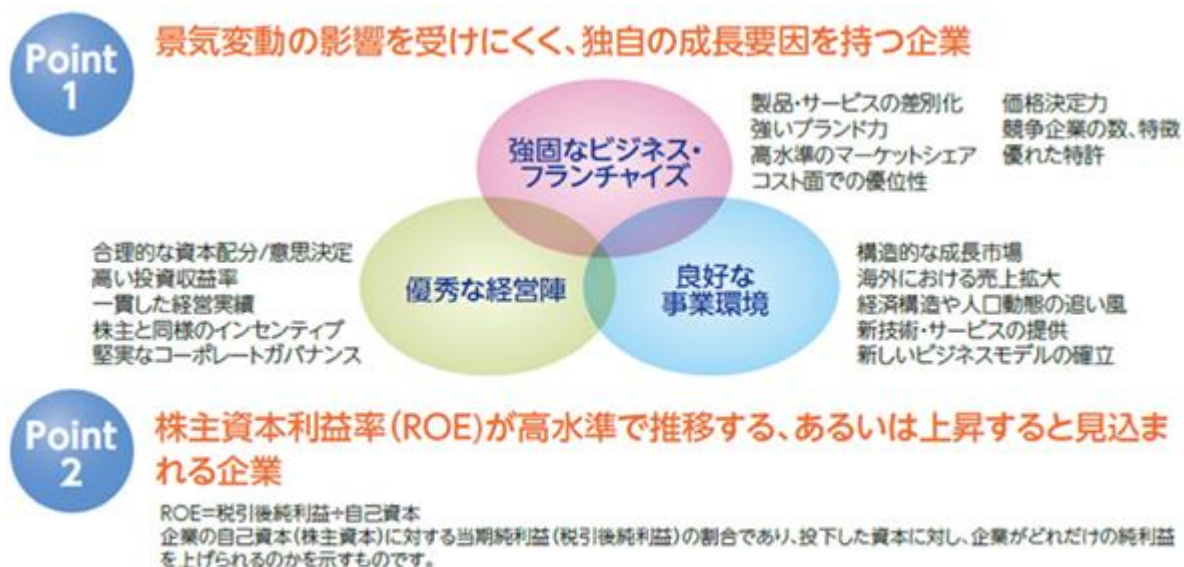 Point
1
景気変動の影響を受けにくく、独自の成長要因を持つ企業
強固なビジネス・
フランチャイズ
製品・サービスの差別化
強いブランド力
高水準のマーケットシェア
コスト面での優位性
価格決定力
競争企業の数、特徴
優れた特許
合理的な資本配分/意思決定
高い投資収益率
一貫した経営実績
株主と同様のインセンティブ
堅実なコーポレートガバナンス
優秀な経営陣
良好な
事業環境
構造的な成長市場
海外における売上拡大
経済構造や人口動態の追い風
新技術・サービスの提供
新しいビジネスモデルの確立
Point
2
株主資本利益率(ROE)が高水準で推移する、あるいは上昇すると見込ま
れる企業
ROE=税引後純利益÷自己資本
企業の自己資本(株主資本)に対する当期純利益(税引後純利益)の割合であり、投下した資本に対し、企業がどれだけの純利益
を上げられるのかを示すものです。